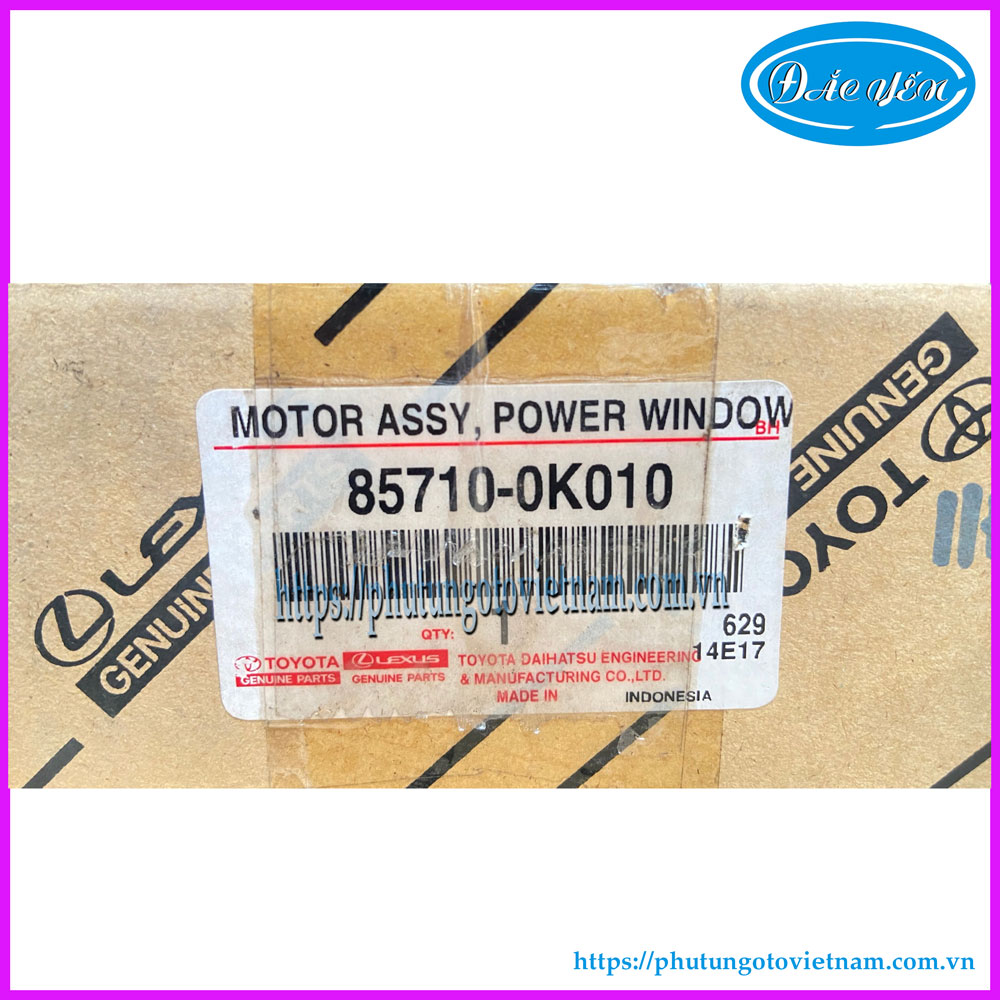 ĐẮC YẾN
MOTOR ASSY, POWER WINDOW
BH
85710-0K010
https://phutungotovietnam.com.vn
QTY: 1
629
14E17
TOYOTA
GENUINE PARTS
LEXUS
GENUINE PARTS
TOYOTA DAIHATSU ENGINEERING
& MANUFACTURING CO.,LTD.
MADE IN INDONESIA
LEX
GENUINE
GENUINE
TOYO
https://phutungotovietnam.com.vn